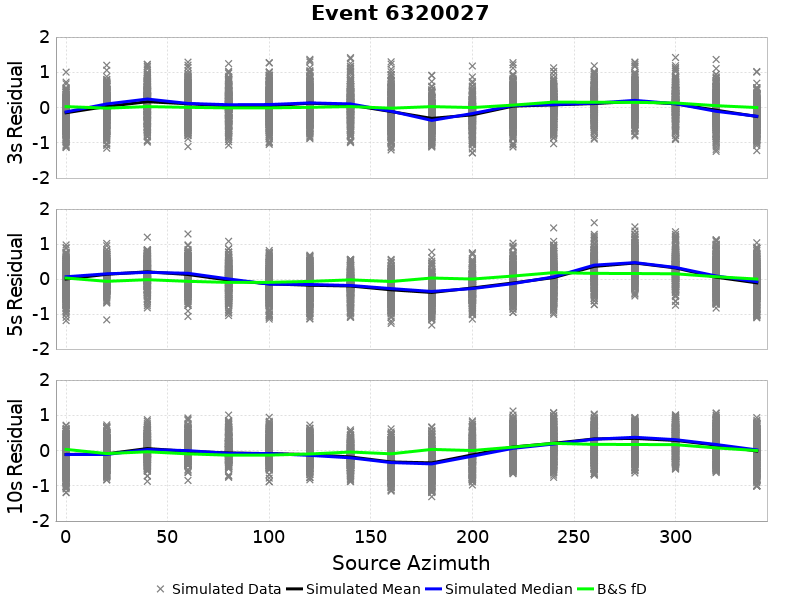 Event 6320027
3s Residual
2
1
0
-1
-2
5s Residual
2
1
0
-1
-2
10s Residual
2
1
0
-1
-2
0 50 100 150 200 250 300
Source Azimuth
Simulated Data Simulated Mean Simulated Median B&S fD